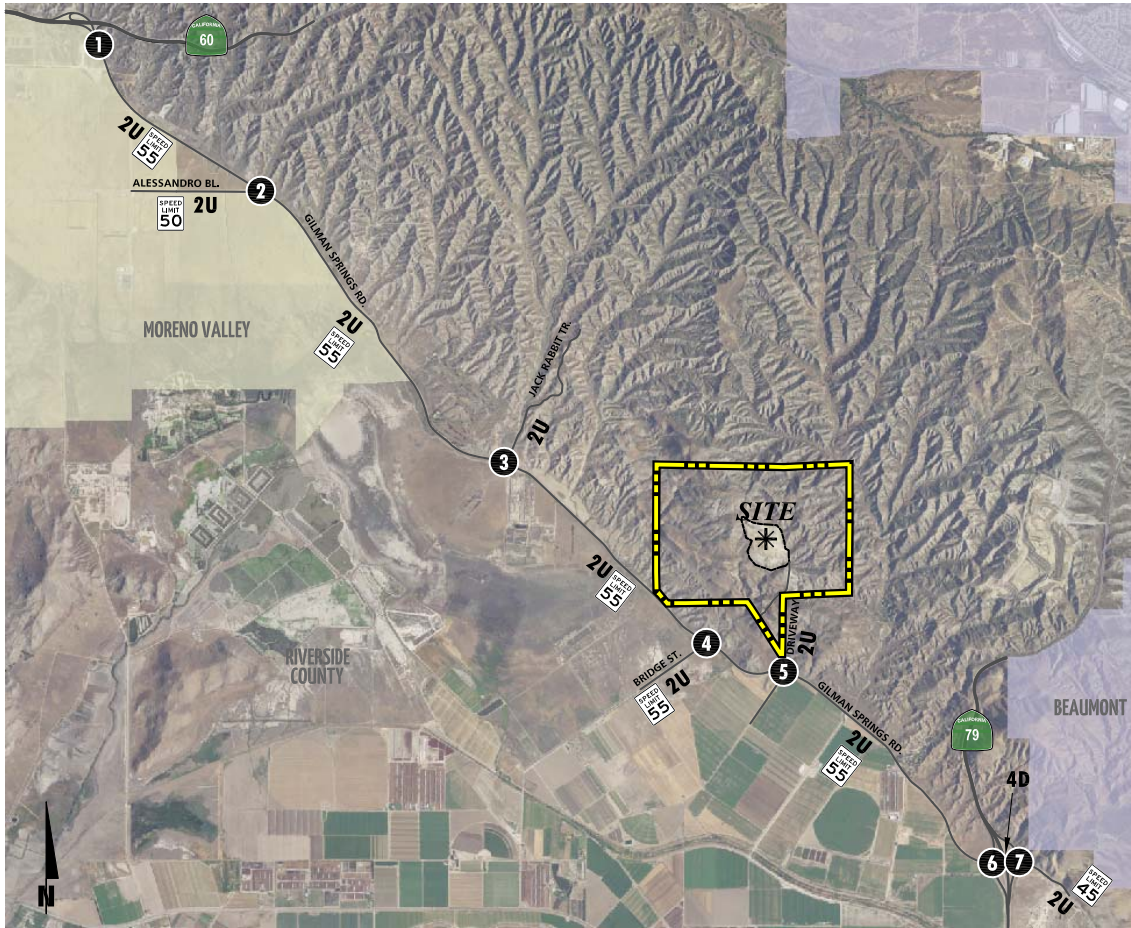 1
CALIFORNIA
60
2U
SPEED
LIMIT
55
ALESSANDRO BL.
2
SPEED
LIMIT
50
2U
GILMAN SPRINGS RD.
MORENO VALLEY
2U
SPEED
LIMIT
55
JACK RABBIT TR.
2U
3
SITE
2U
SPEED
LIMIT
55
DRIVEWAY
2U
4
BRIDGE ST.
2U
SPEED
LIMIT
55
5
RIVERSIDE
COUNTY
GILMAN SPRINGS RD.
2U
SPEED
LIMIT
55
BEAUMONT
CALIFORNIA
79
4D
6
7
SPEED
LIMIT
45
2U
N